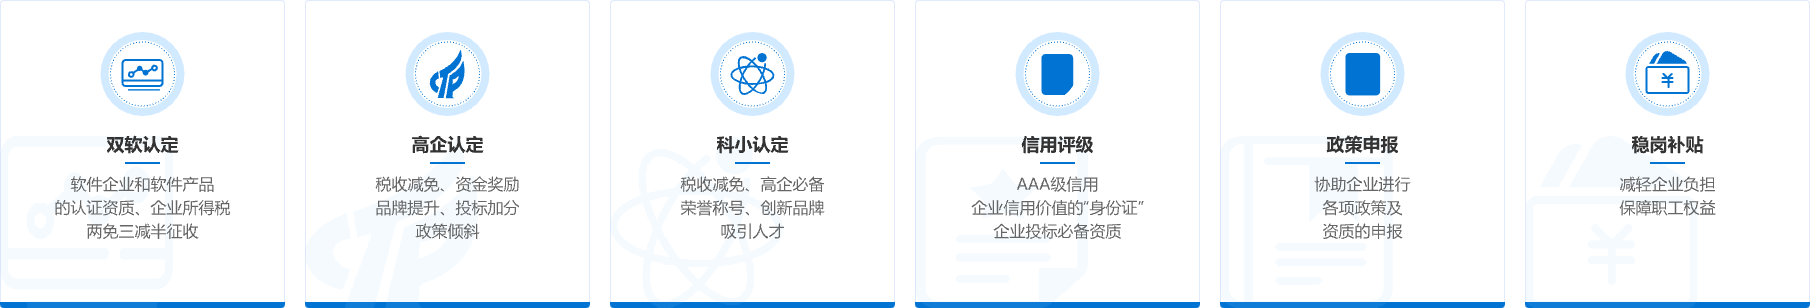 双软认定
软件企业和软件产品
的认证资质、企业所得税
两免三减半征收
高企认定
税收减免、资金奖励
品牌提升、投标加分
政策倾斜
科小认定
税收减免、高企必备
荣誉称号、创新品牌
吸引人才
信用评级
AAA级信用
企业信用价值的“身份证”
企业投标必备资质
政策申报
协助企业进行
各项政策及
资质的申报
稳岗补贴
减轻企业负担
保障职工权益